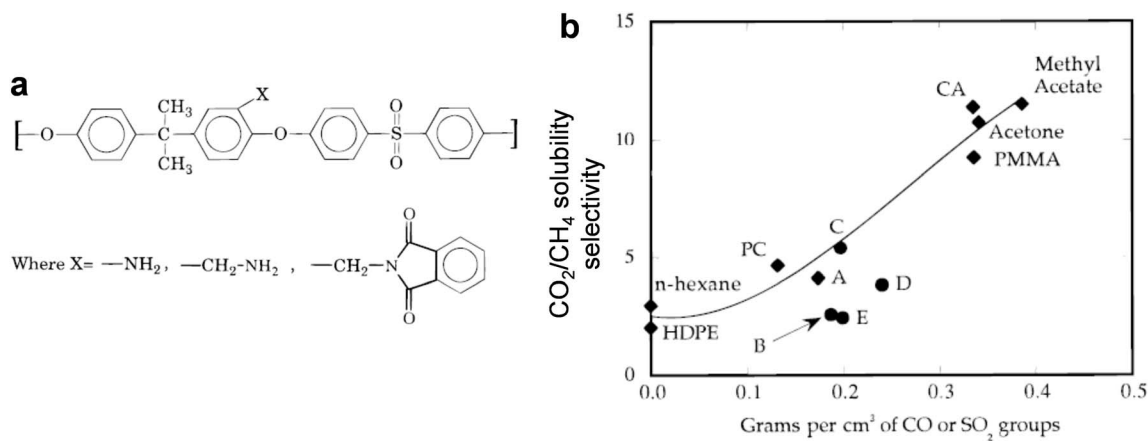 a
X
CH₃
[ O C O S ]
CH₃
O
O
O
Where X= —NH₂, —CH₂-NH₂ , —CH₂—N
O
b
CO₂/CH₄ solubility
selectivity
15
10
5
0
0.0 0.1 0.2 0.3 0.4 0.5
Grams per cm³ of CO or SO₂ groups
Methyl
Acetate
CA
Acetone
PMMA
C
PC
A
D
n-hexane
HDPE
B
E